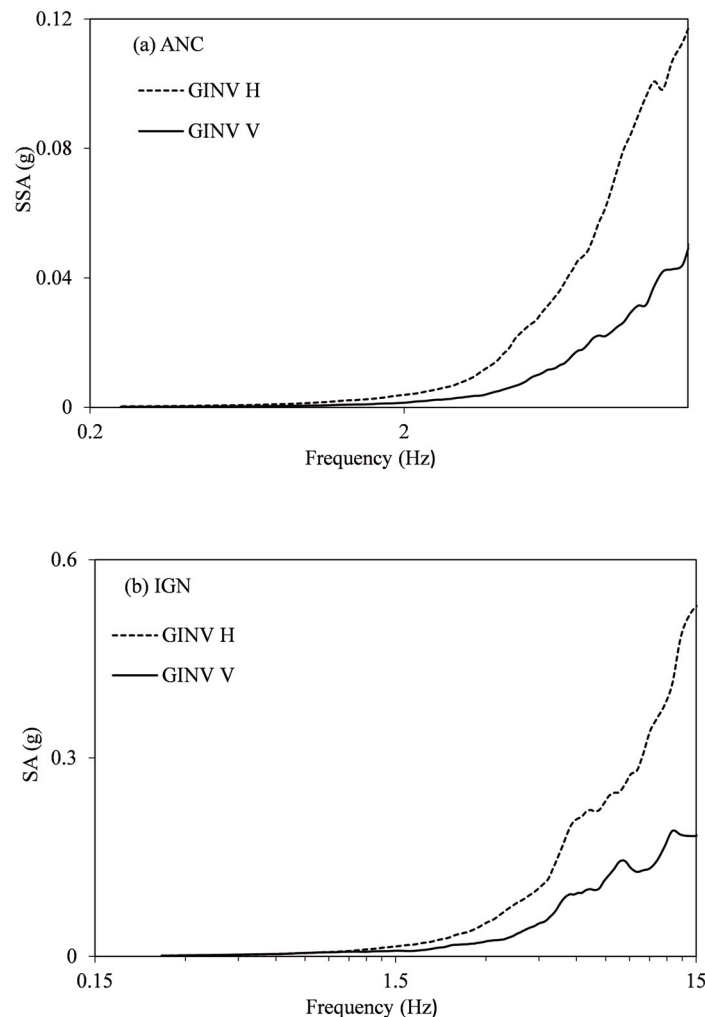 0.12
(a) ANC
GINV H
GINV V
0.08
SSA (g)
0.04
0
0.2
2
Frequency (Hz)
0.6
(b) IGN
GINV H
GINV V
SA (g)
0.3
0
0.15
1.5
15
Frequency (Hz)